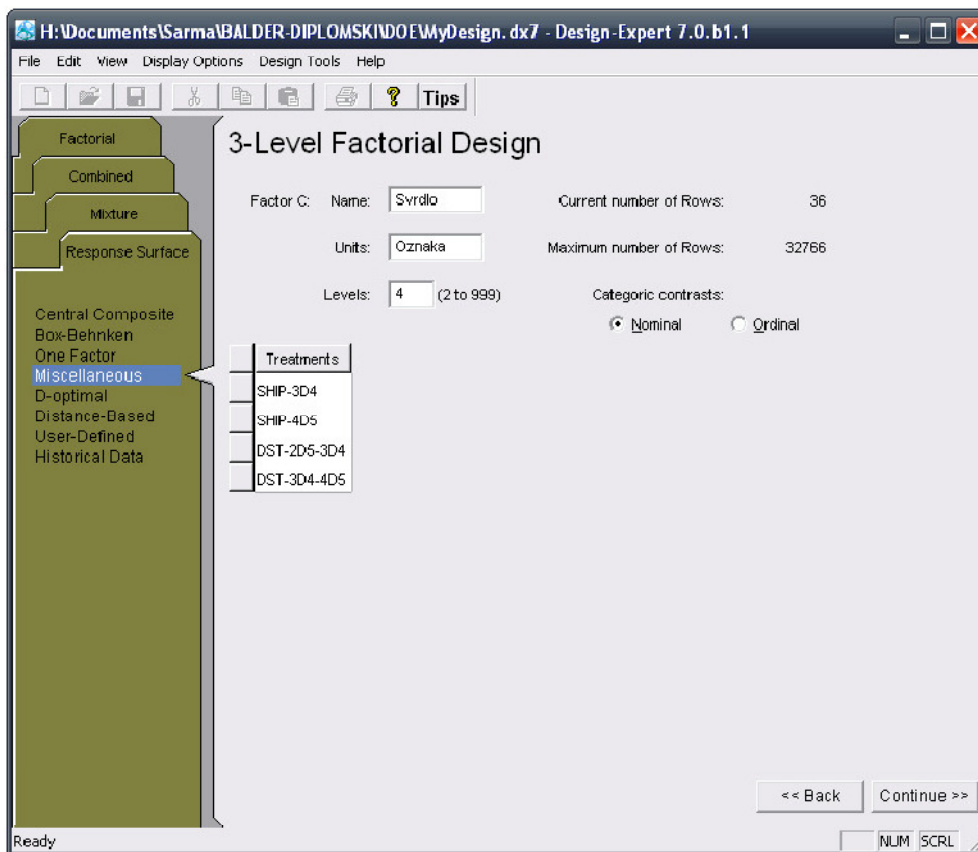 H:\Documents\Sarma\BALDER-DIPLOMSKI\DOE\MyDesign.dx7 - Design-Expert 7.0.b1.1
File Edit View Display Options Design Tools Help
Tips
Factorial
Combined
Mixture
Response Surface
Central Composite
Box-Behnken
One Factor
Miscellaneous
D-optimal
Distance-Based
User-Defined
Historical Data
3-Level Factorial Design
Factor C: Name: Svrdlo Current number of Rows: 36
Units: Oznaka Maximum number of Rows: 32766
Levels: 4 (2 to 999) Categoric contrasts:
Nominal Ordinal
Treatments
SHIP-3D4
SHIP-4D5
DST-2D5-3D4
DST-3D4-4D5
<< Back Continue >>
Ready NUM SCRL